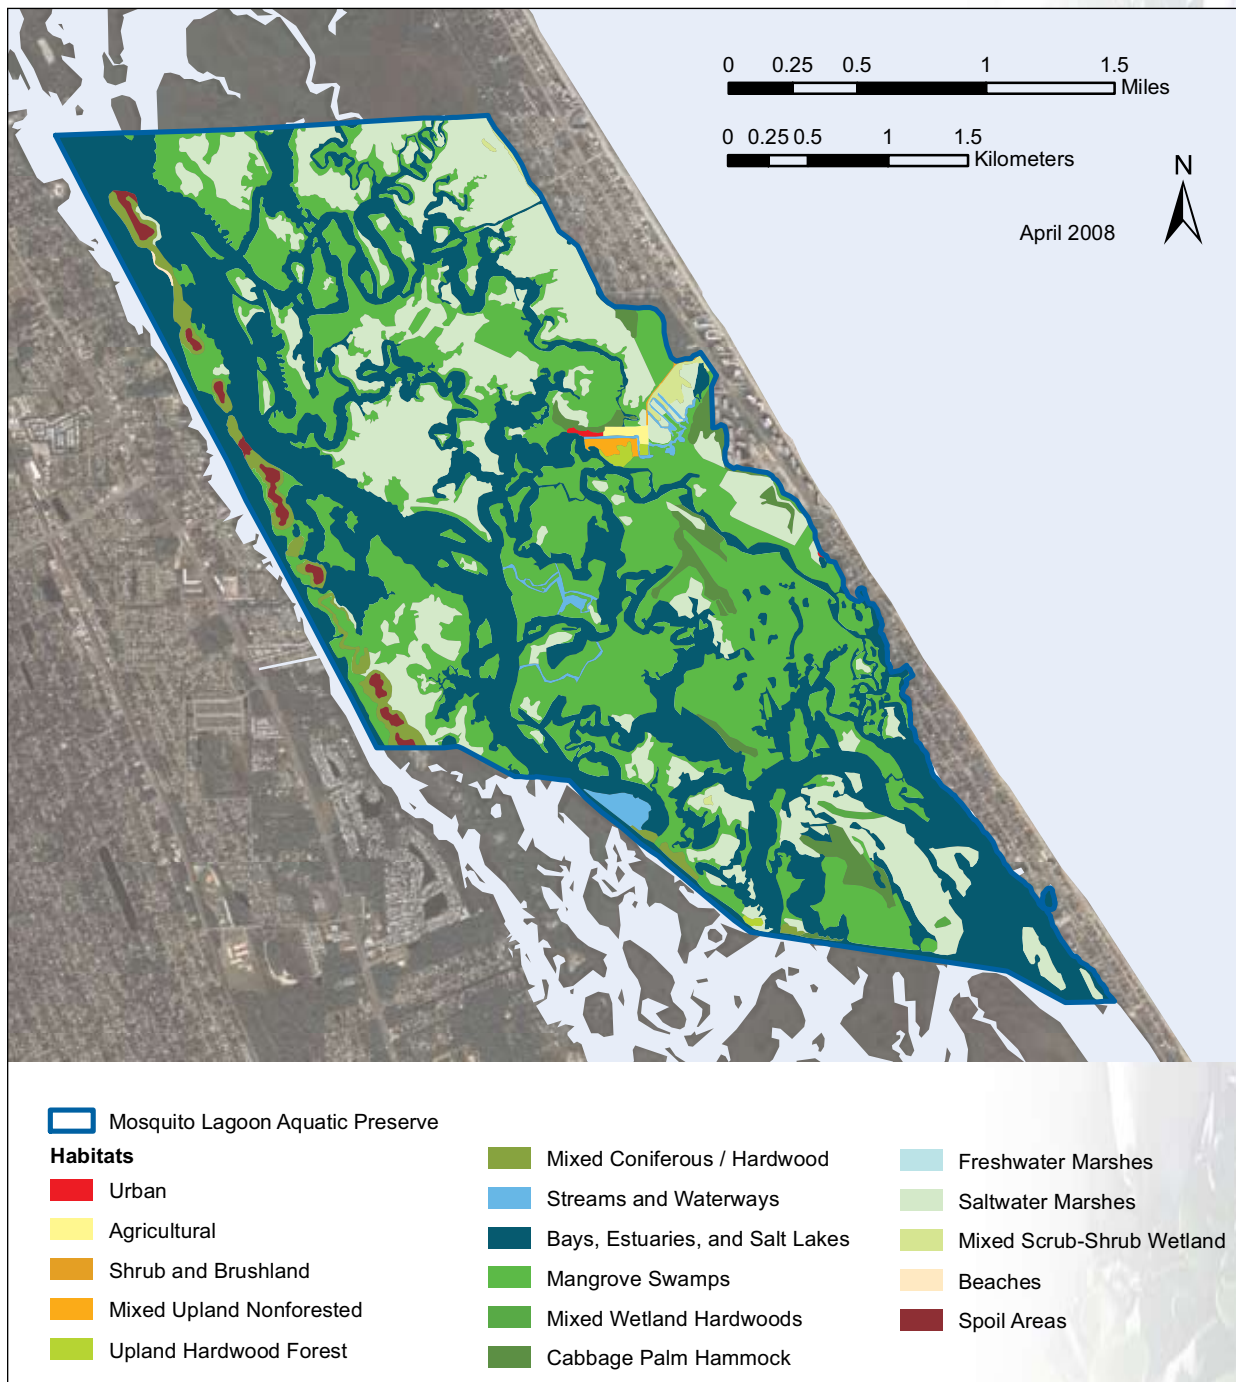 0 0.25 0.5 1 1.5
Miles
0 0.25 0.5 1 1.5
Kilometers
N
April 2008
Mosquito Lagoon Aquatic Preserve
Habitats
Urban
Agricultural
Shrub and Brushland
Mixed Upland Nonforested
Upland Hardwood Forest
Mixed Coniferous / Hardwood
Streams and Waterways
Bays, Estuaries, and Salt Lakes
Mangrove Swamps
Mixed Wetland Hardwoods
Cabbage Palm Hammock
Freshwater Marshes
Saltwater Marshes
Mixed Scrub-Shrub Wetland
Beaches
Spoil Areas